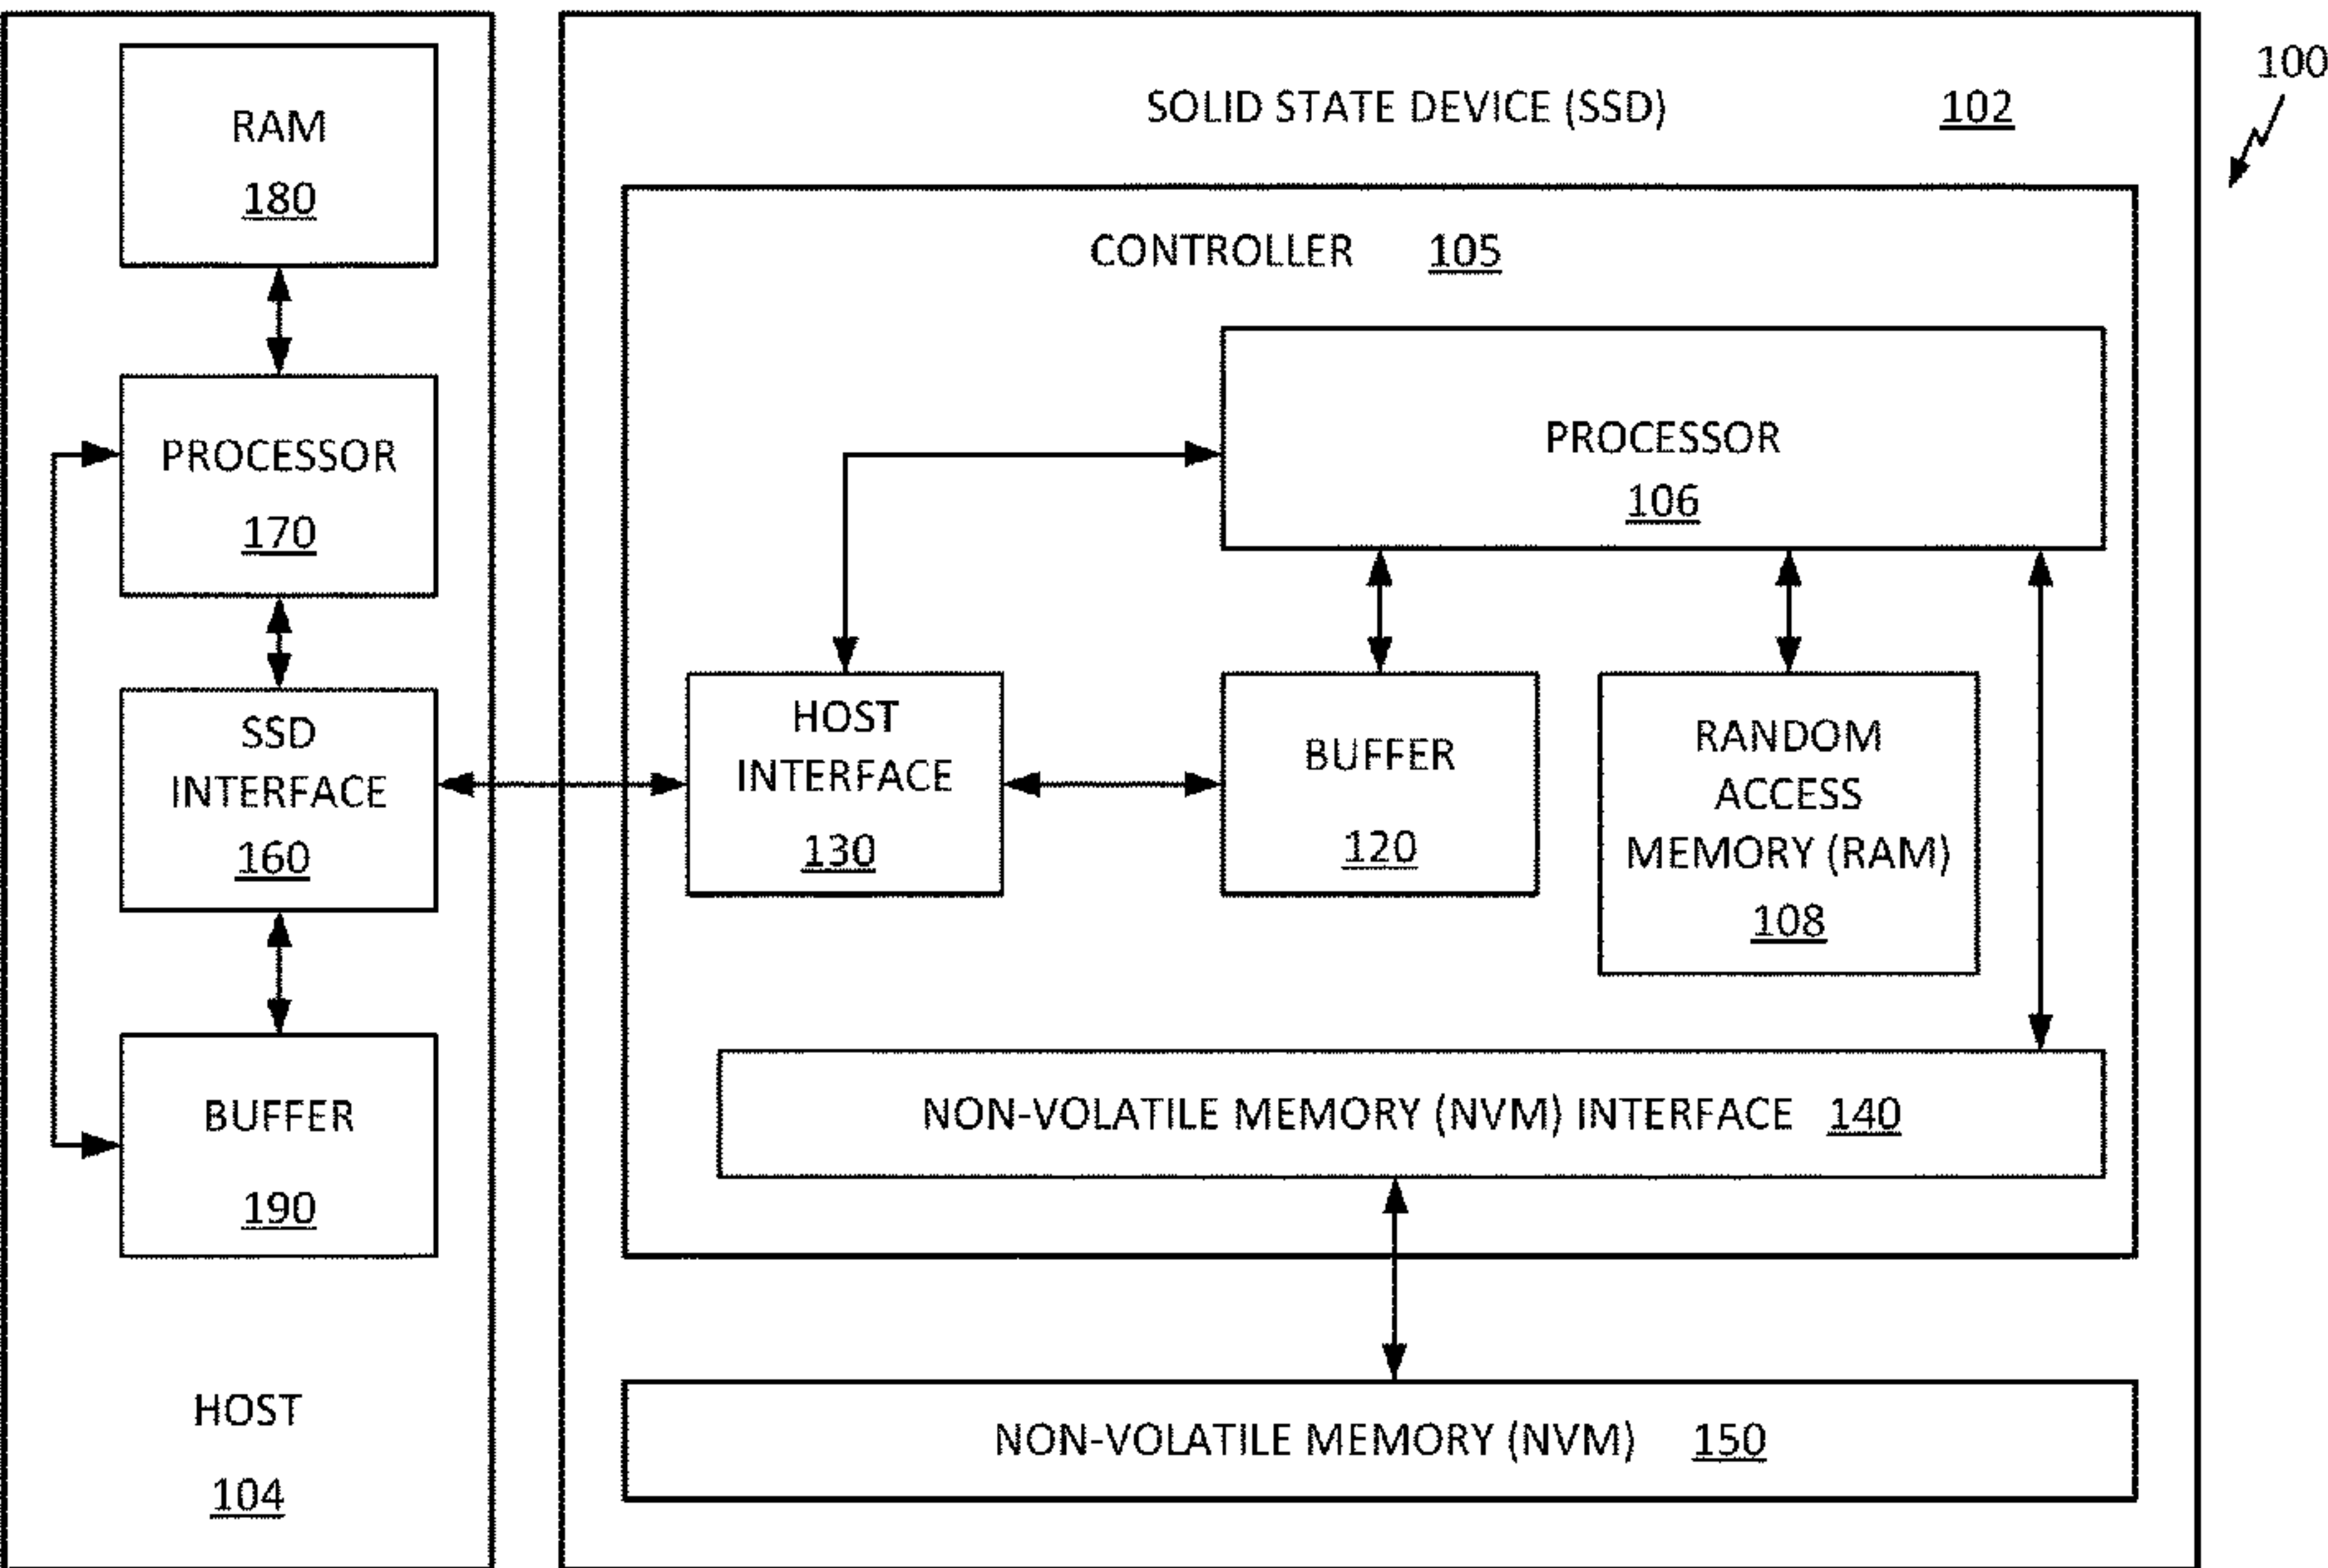 RAM
180
PROCESSOR
170
SSD
INTERFACE
160
BUFFER
190
HOST
104
SOLID STATE DEVICE (SSD) 102
100
CONTROLLER 105
PROCESSOR
106
HOST
INTERFACE
130
BUFFER
120
RANDOM
ACCESS
MEMORY (RAM)
108
NON-VOLATILE MEMORY (NVM) INTERFACE 140
NON-VOLATILE MEMORY (NVM) 150